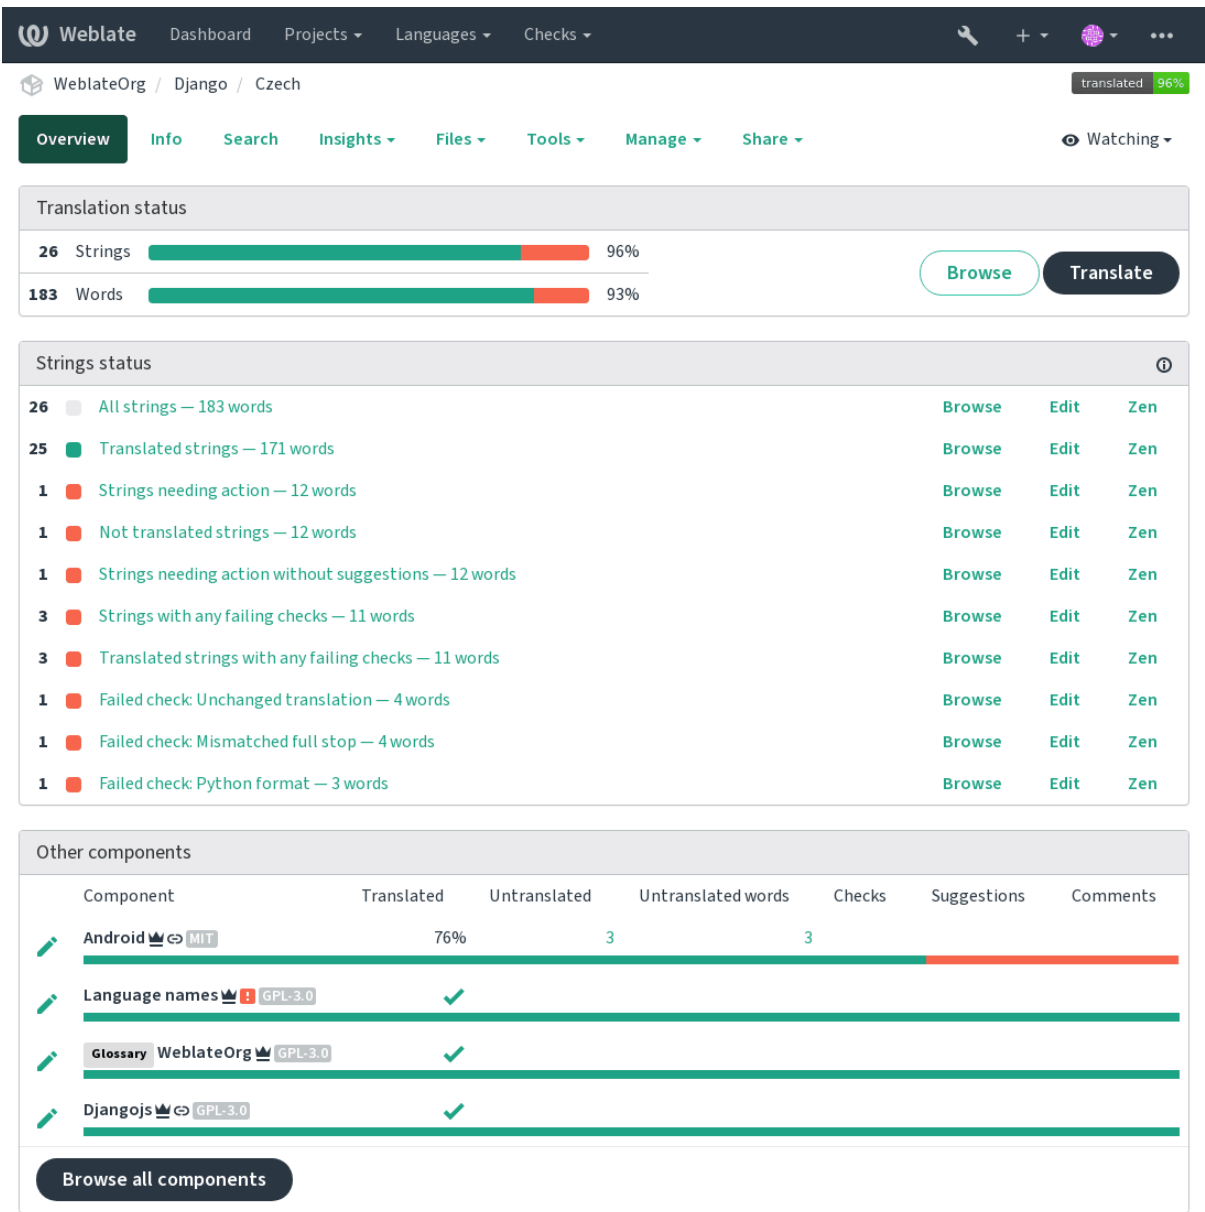 Weblate Dashboard Projects Languages Checks
WeblateOrg / Django / Czech translated 96%
Overview Info Search Insights Files Tools Manage Share Watching
Translation status
26 Strings 96%
183 Words 93%
Browse Translate
Strings status
26 All strings — 183 words Browse Edit Zen
25 Translated strings — 171 words Browse Edit Zen
1 Strings needing action — 12 words Browse Edit Zen
1 Not translated strings — 12 words Browse Edit Zen
1 Strings needing action without suggestions — 12 words Browse Edit Zen
3 Strings with any failing checks — 11 words Browse Edit Zen
3 Translated strings with any failing checks — 11 words Browse Edit Zen
1 Failed check: Unchanged translation — 4 words Browse Edit Zen
1 Failed check: Mismatched full stop — 4 words Browse Edit Zen
1 Failed check: Python format — 3 words Browse Edit Zen
Other components
Component Translated Untranslated Untranslated words Checks Suggestions Comments
Android MIT 76% 3 3
Language names GPL-3.0
Glossary WeblateOrg GPL-3.0
Djangojs GPL-3.0
Browse all components